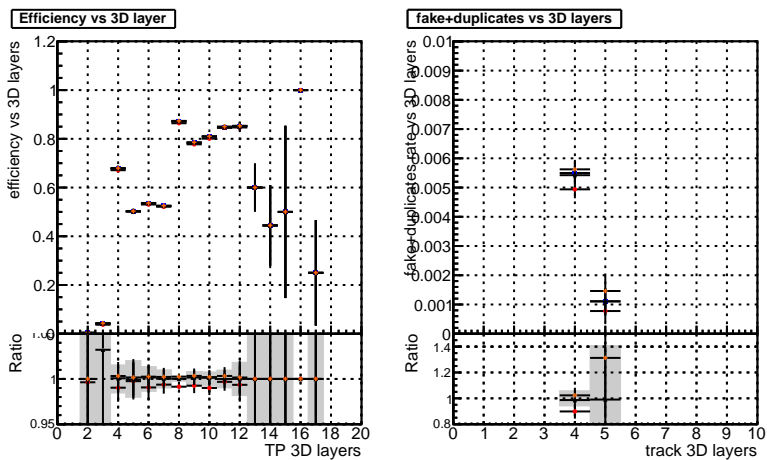 Efficiency vs 3D layer
efficiency vs 3D layers
1.2
1
0.8
0.6
0.4
0.2
0
Ratio
1
0.95
0 2 4 6 8 10 12 14 16 18 20
TP 3D layers
fake+duplicates vs 3D layers
fake+duplicates rate vs 3D layers
0.01
0.009
0.008
0.007
0.006
0.005
0.004
0.003
0.002
0.001
0
Ratio
1.4
1.2
1
0.8
0 1 2 3 4 5 6 7 8 9 10
track 3D layers